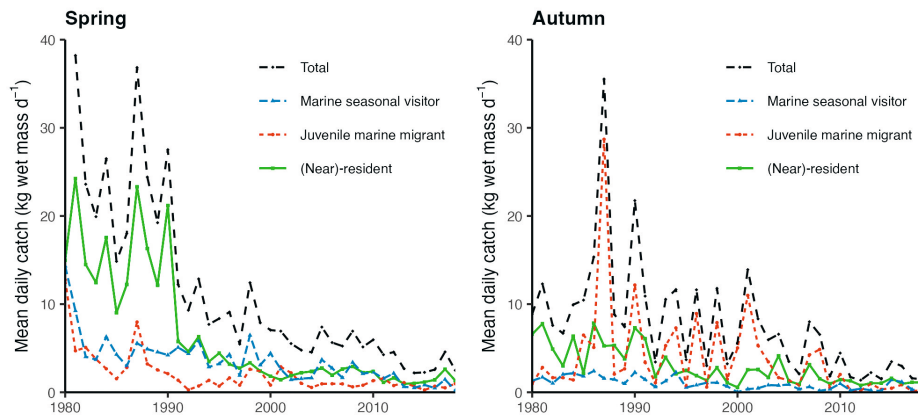 Spring
Mean daily catch (kg wet mass d⁻¹)
40
30
20
10
0
1980
1990
2000
2010
Total
Marine seasonal visitor
Juvenile marine migrant
(Near)-resident
Autumn
Mean daily catch (kg wet mass d⁻¹)
40
30
20
10
0
1980
1990
2000
2010
Total
Marine seasonal visitor
Juvenile marine migrant
(Near)-resident